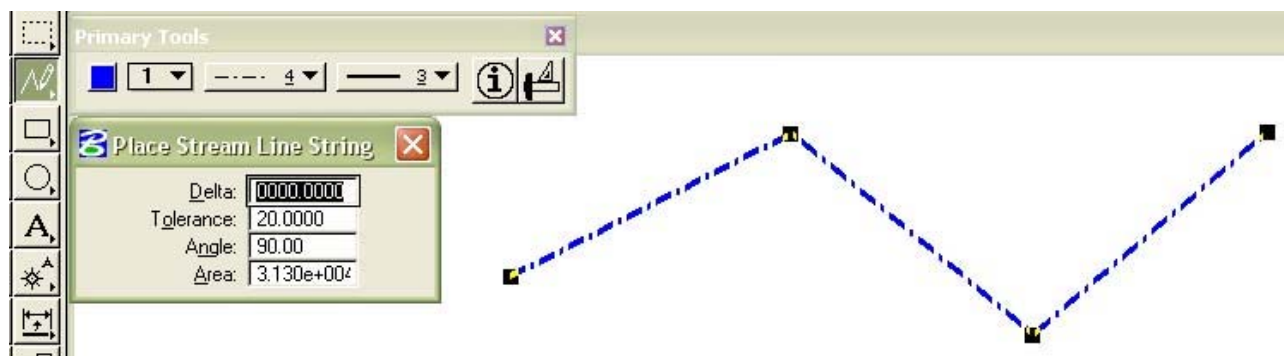 Primary Tools
1 4 3
Place Stream Line String
Delta: 0000.0000
Tolerance: 20.0000
Angle: 90.00
Area: 3.130e+004